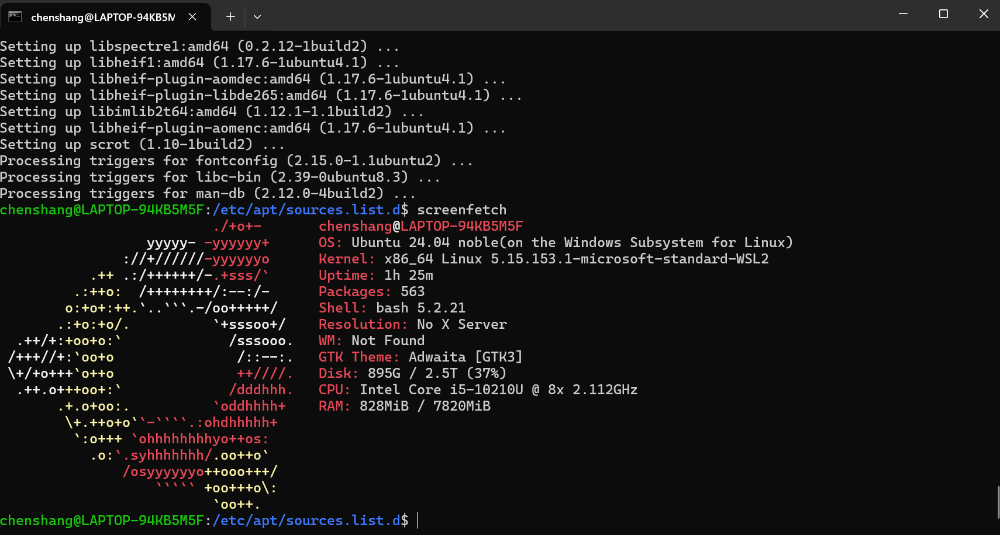 chenshang@LAPTOP-94KB5M
Setting up libspectre1:amd64 (0.2.12-1build2) ...
Setting up libheif1:amd64 (1.17.6-1ubuntu4.1) ...
Setting up libheif-plugin-aomdec:amd64 (1.17.6-1ubuntu4.1) ...
Setting up libheif-plugin-libde265:amd64 (1.17.6-1ubuntu4.1) ...
Setting up libimlib2t64:amd64 (1.12.1-1.1build2) ...
Setting up libheif-plugin-aomenc:amd64 (1.17.6-1ubuntu4.1) ...
Setting up scrot (1.10-1build2) ...
Processing triggers for fontconfig (2.15.0-1.1ubuntu2) ...
Processing triggers for libc-bin (2.39-0ubuntu8.3) ...
Processing triggers for man-db (2.12.0-4build2) ...
chenshang@LAPTOP-94KB5M5F:/etc/apt/sources.list.d$ screenfetch
                          ./+o+-       chenshang@LAPTOP-94KB5M5F
                  yyyyy- -yyyyyy+      OS: Ubuntu 24.04 noble(on the Windows Subsystem for Linux)
               ://+//////-yyyyyyo      Kernel: x86_64 Linux 5.15.153.1-microsoft-standard-WSL2
           .++ .:/++++++/-.+sss/`      Uptime: 1h 25m
         .:++o:  /++++++++/:--:/-      Packages: 563
        o:+o+:++.`..```.-/oo+++++/     Shell: bash 5.2.21
       .:+o:+o/.          `+sssoo+/    Resolution: No X Server
  .++/+:+oo+o:`             /sssooo.   WM: Not Found
 /+++//+:`oo+o               /::--:.   GTK Theme: Adwaita [GTK3]
 \+/+o+++`o++o               ++////.   Disk: 895G / 2.5T (37%)
  .++.o+++oo+:`             /dddhhh.   CPU: Intel Core i5-10210U @ 8x 2.112GHz
       .+.o+oo:.          `oddhhhh+    RAM: 828MiB / 7820MiB
        \+.++o+o``-````.:ohdhhhhh+
         `:o+++ `ohhhhhhhhyo++os:
           .o:`.syhhhhhhh/.oo++o`
               /osyyyyyyo++ooo+++/
                   ````` +oo+++o\:
                          `oo++.
chenshang@LAPTOP-94KB5M5F:/etc/apt/sources.list.d$